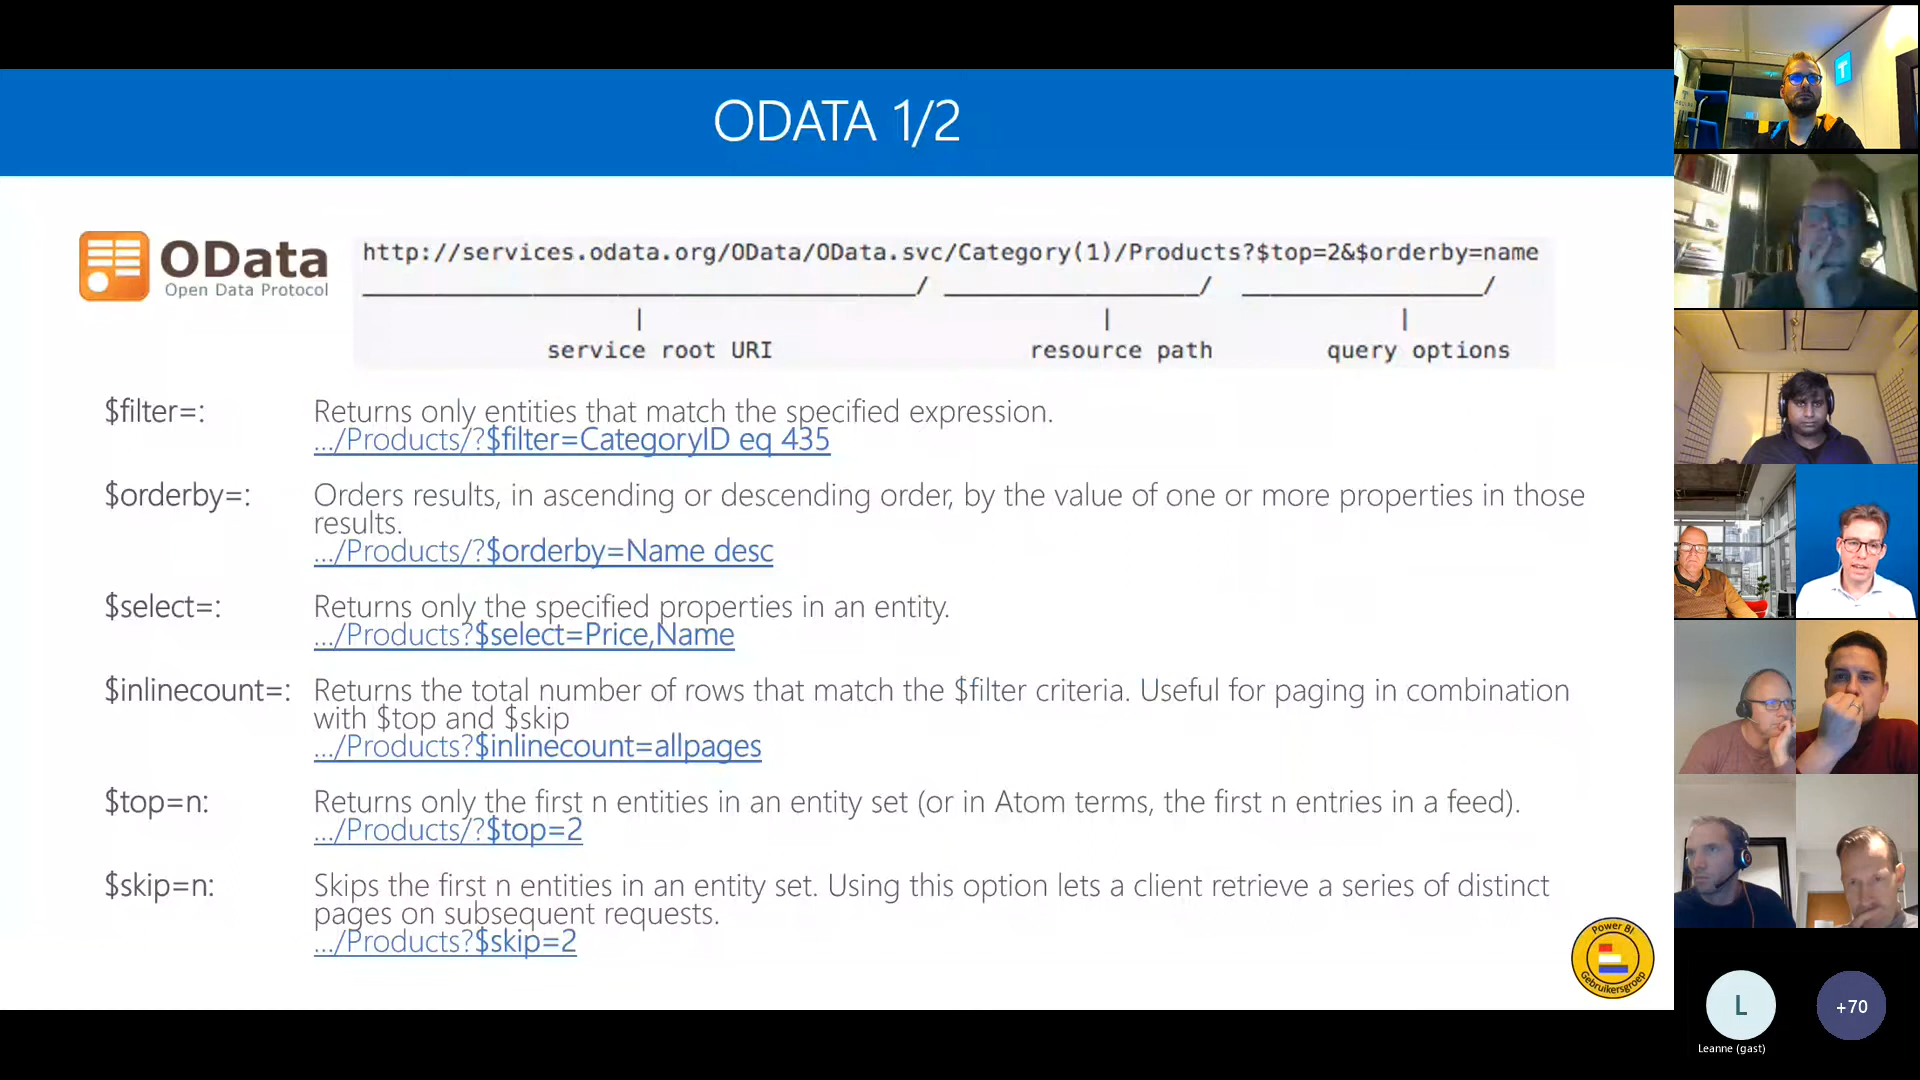 ODATA 1/2
OData
Open Data Protocol
http://services.odata.org/OData/OData.svc/Category(1)/Products?$top=2&$orderby=name
service root URI resource path query options
$filter=: Returns only entities that match the specified expression.
.../Products/?$filter=CategoryID eq 435
$orderby=: Orders results, in ascending or descending order, by the value of one or more properties in those
results.
.../Products/?$orderby=Name desc
$select=: Returns only the specified properties in an entity.
.../Products?$select=Price,Name
$inlinecount=: Returns the total number of rows that match the $filter criteria. Useful for paging in combination
with $top and $skip
.../Products?$inlinecount=allpages
$top=n: Returns only the first n entities in an entity set (or in Atom terms, the first n entries in a feed).
.../Products/?$top=2
$skip=n: Skips the first n entities in an entity set. Using this option lets a client retrieve a series of distinct
pages on subsequent requests.
.../Products?$skip=2
Power BI
Gebruikersgroep
L
+70
Leanne (gast)